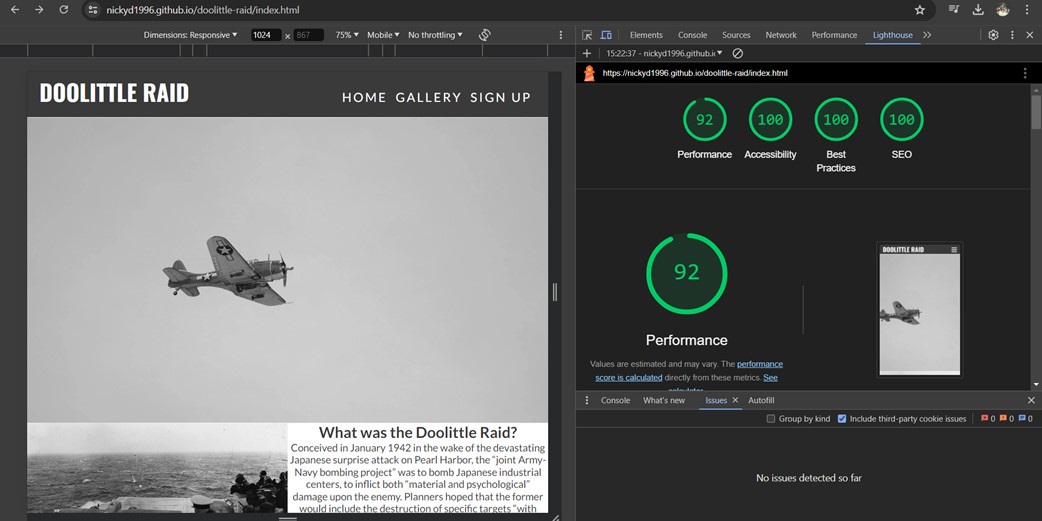 nickyd1996.github.io/doolittle-raid/index.html
Dimensions: Responsive 1024 × 867 75% Mobile No throttling
Elements Console Sources Network Performance Lighthouse
15:22:37 - nickyd1996.github.i
https://nickyd1996.github.io/doolittle-raid/index.html
DOOLITTLE RAID
HOME GALLERY SIGN UP
What was the Doolittle Raid?
Conceived in January 1942 in the wake of the devastating
Japanese surprise attack on Pearl Harbor, the “joint Army-
Navy bombing project” was to bomb Japanese industrial
centers, to inflict both “material and psychological”
damage upon the enemy. Planners hoped that the former
would include the destruction of specific targets “with
92 100 100 100
Performance Accessibility Best SEO
Practices
92
Performance
Values are estimated and may vary. The performance
score is calculated directly from these metrics. See
DOOLITTLE RAID
Console What's new Issues Autofill
Group by kind Include third-party cookie issues 0 0 0
No issues detected so far